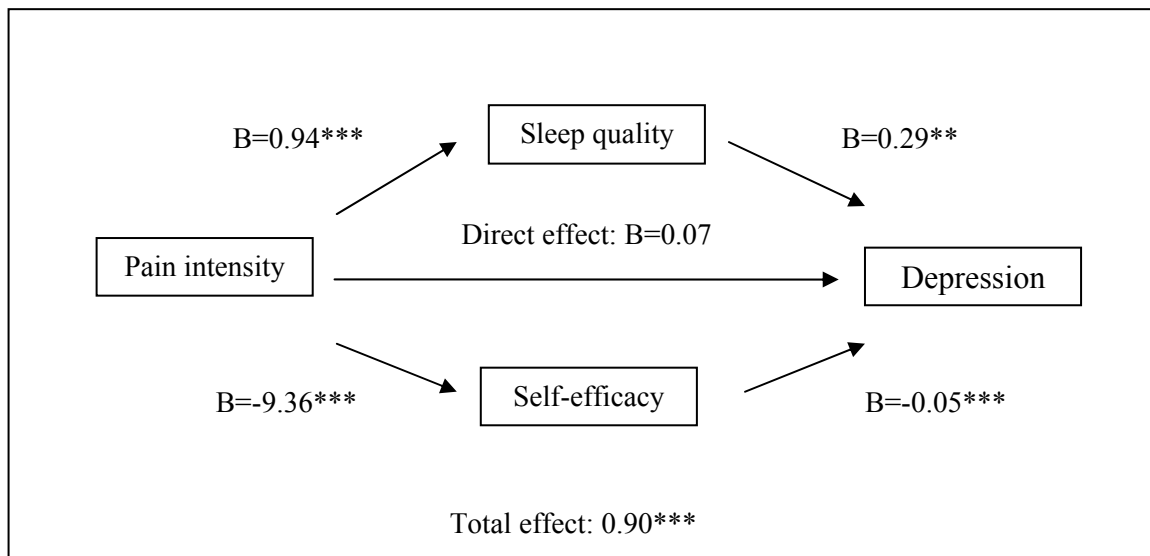 Sleep quality
B=0.94***
B=0.29**
Direct effect: B=0.07
Pain intensity
Depression
Self-efficacy
B=-9.36***
B=-0.05***
Total effect: 0.90***